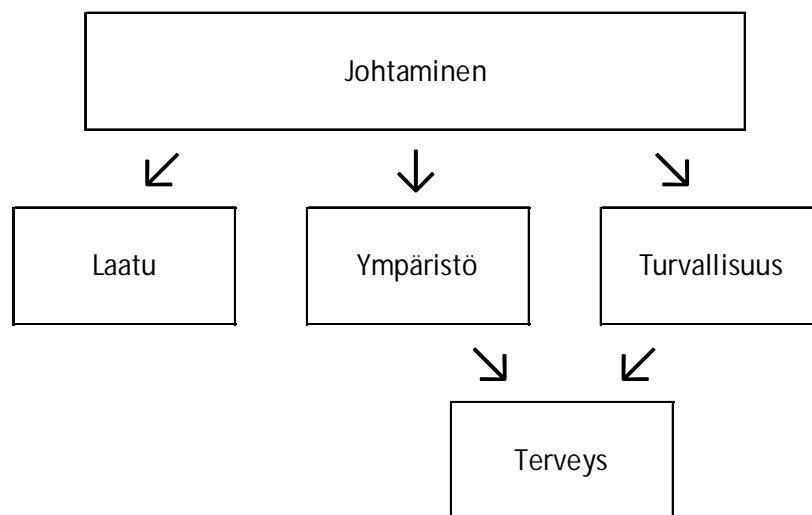 Johtaminen
Laatu
Ympäristö
Turvallisuus
Terveys